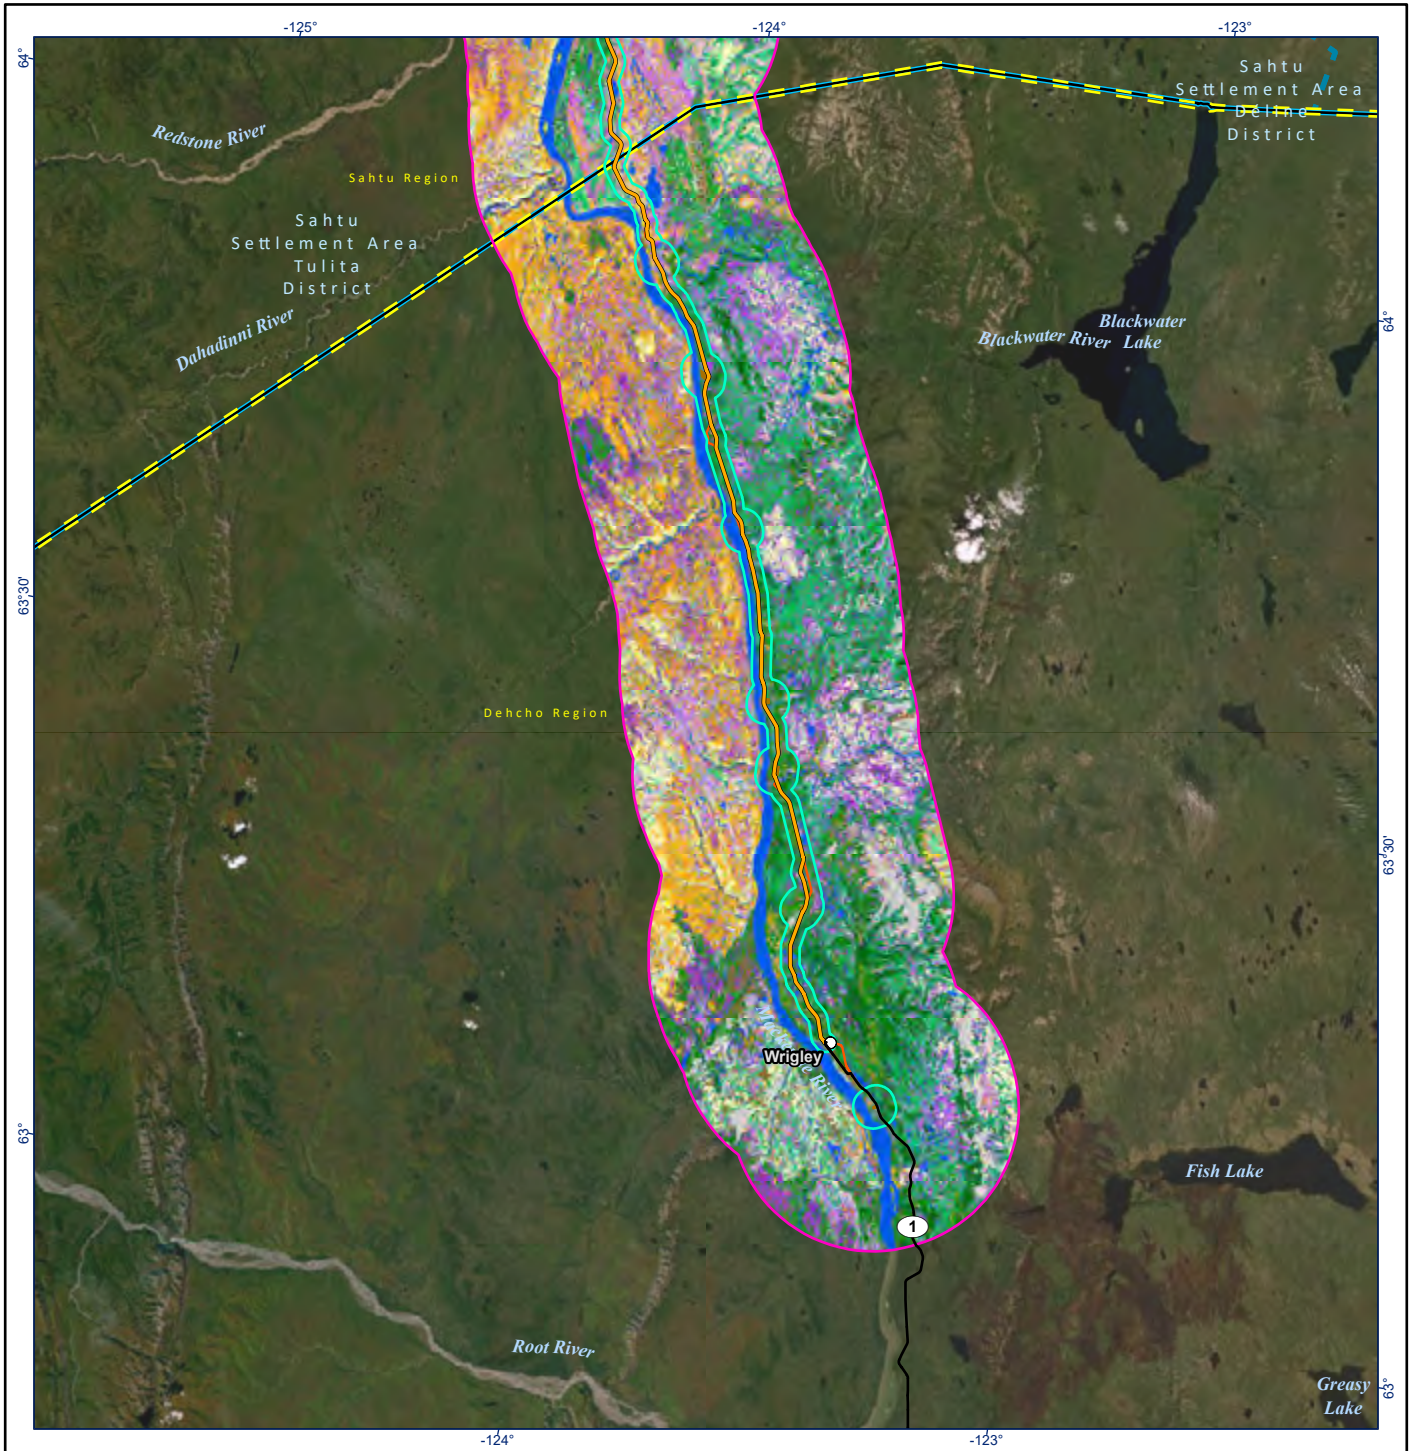 -125°
-124°
-123°
64°
Sahtu
Settlement Area
Déline
District
Redstone River
Sahtu Region
Sahtu
Settlement Area
Tulita
District
Dahadinni River
Blackwater River
Blackwater
Lake
64°
63°30'
Dehcho Region
63°30'
Wrigley
63°
Fish Lake
1
Root River
Greasy
Lake
63°
-124°
-123°